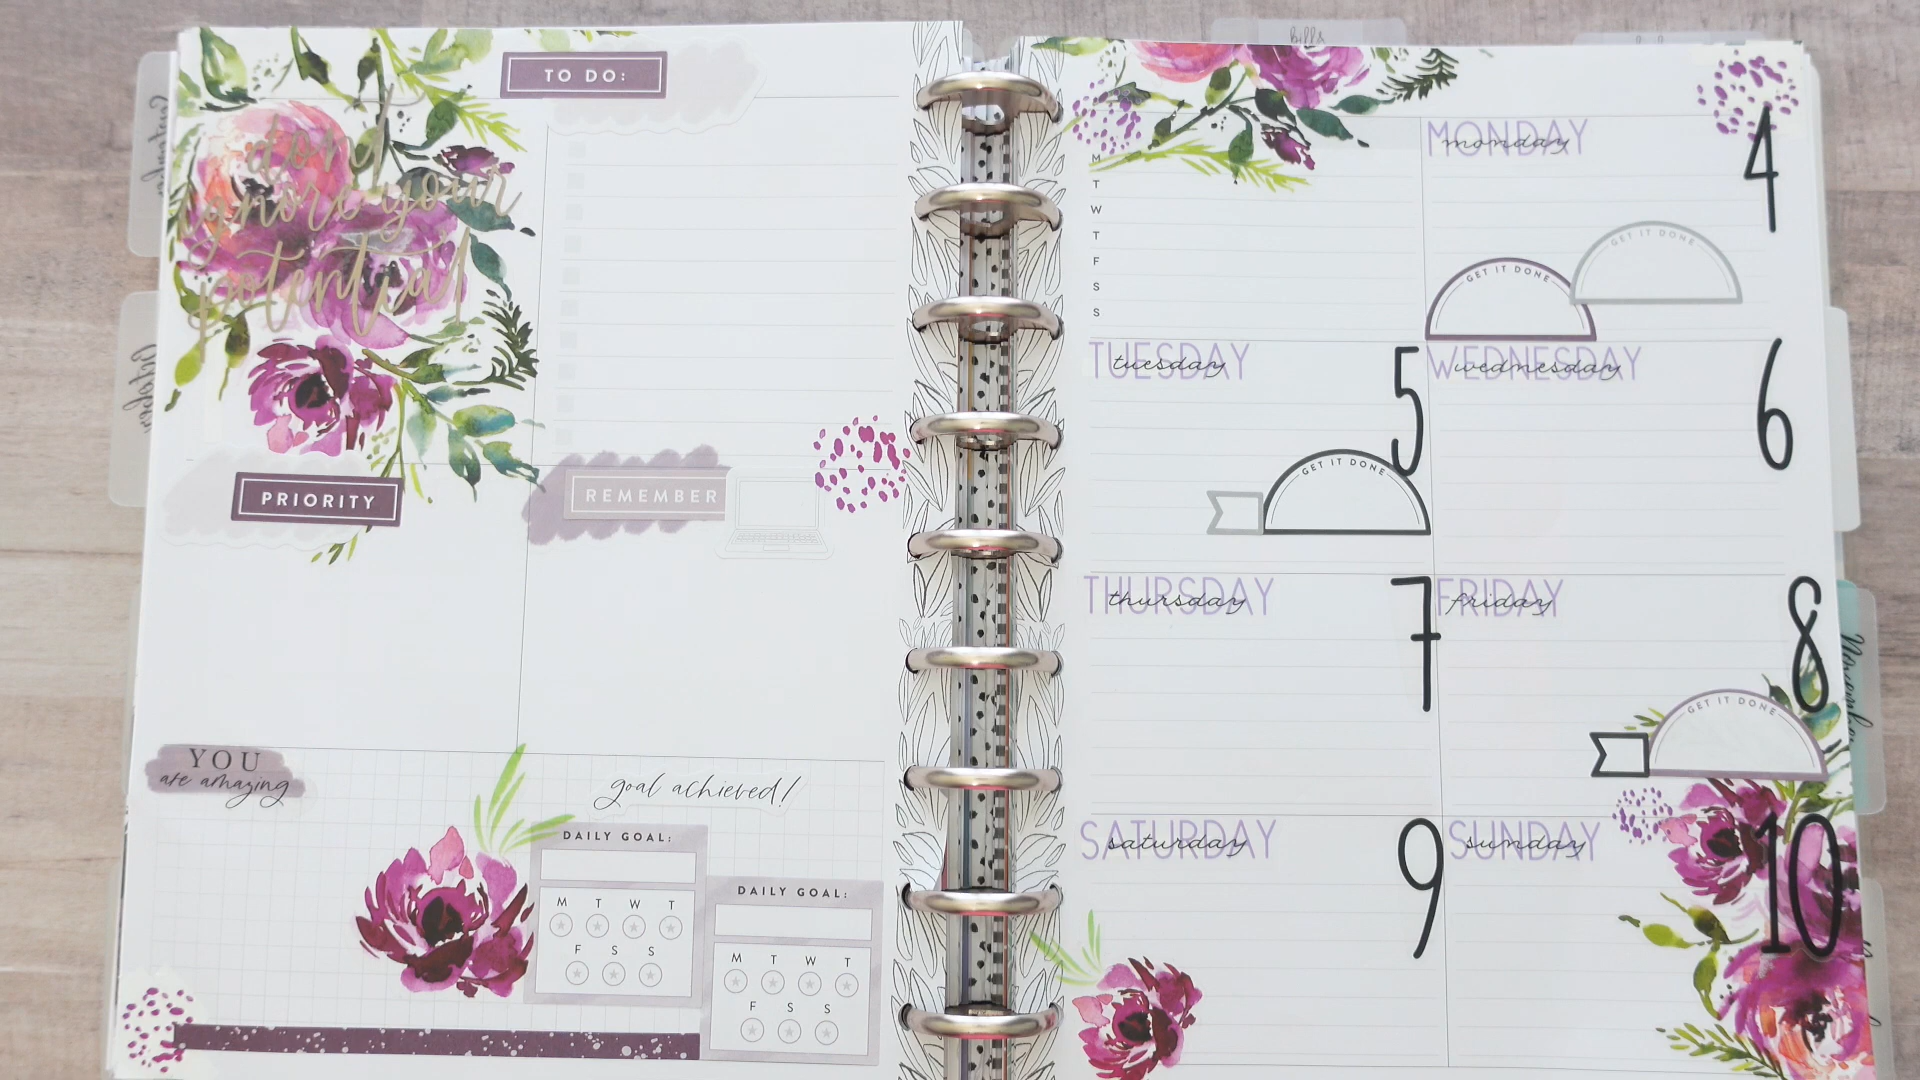 TO DO:
don't
ignore your
potential
PRIORITY
REMEMBER
YOU
are amazing
goal achieved!
DAILY GOAL:
M T W T
F S S
DAILY GOAL:
M T W T
F S S
bills
M
T
W
T
F
S
S
MONDAY
monday
4
GET IT DONE
GET IT DONE
TUESDAY
tuesday
5
GET IT DONE
WEDNESDAY
wednesday
6
THURSDAY
thursday
7
FRIDAY
friday
8
GET IT DONE
SATURDAY
saturday
9
SUNDAY
sunday
10
October
November